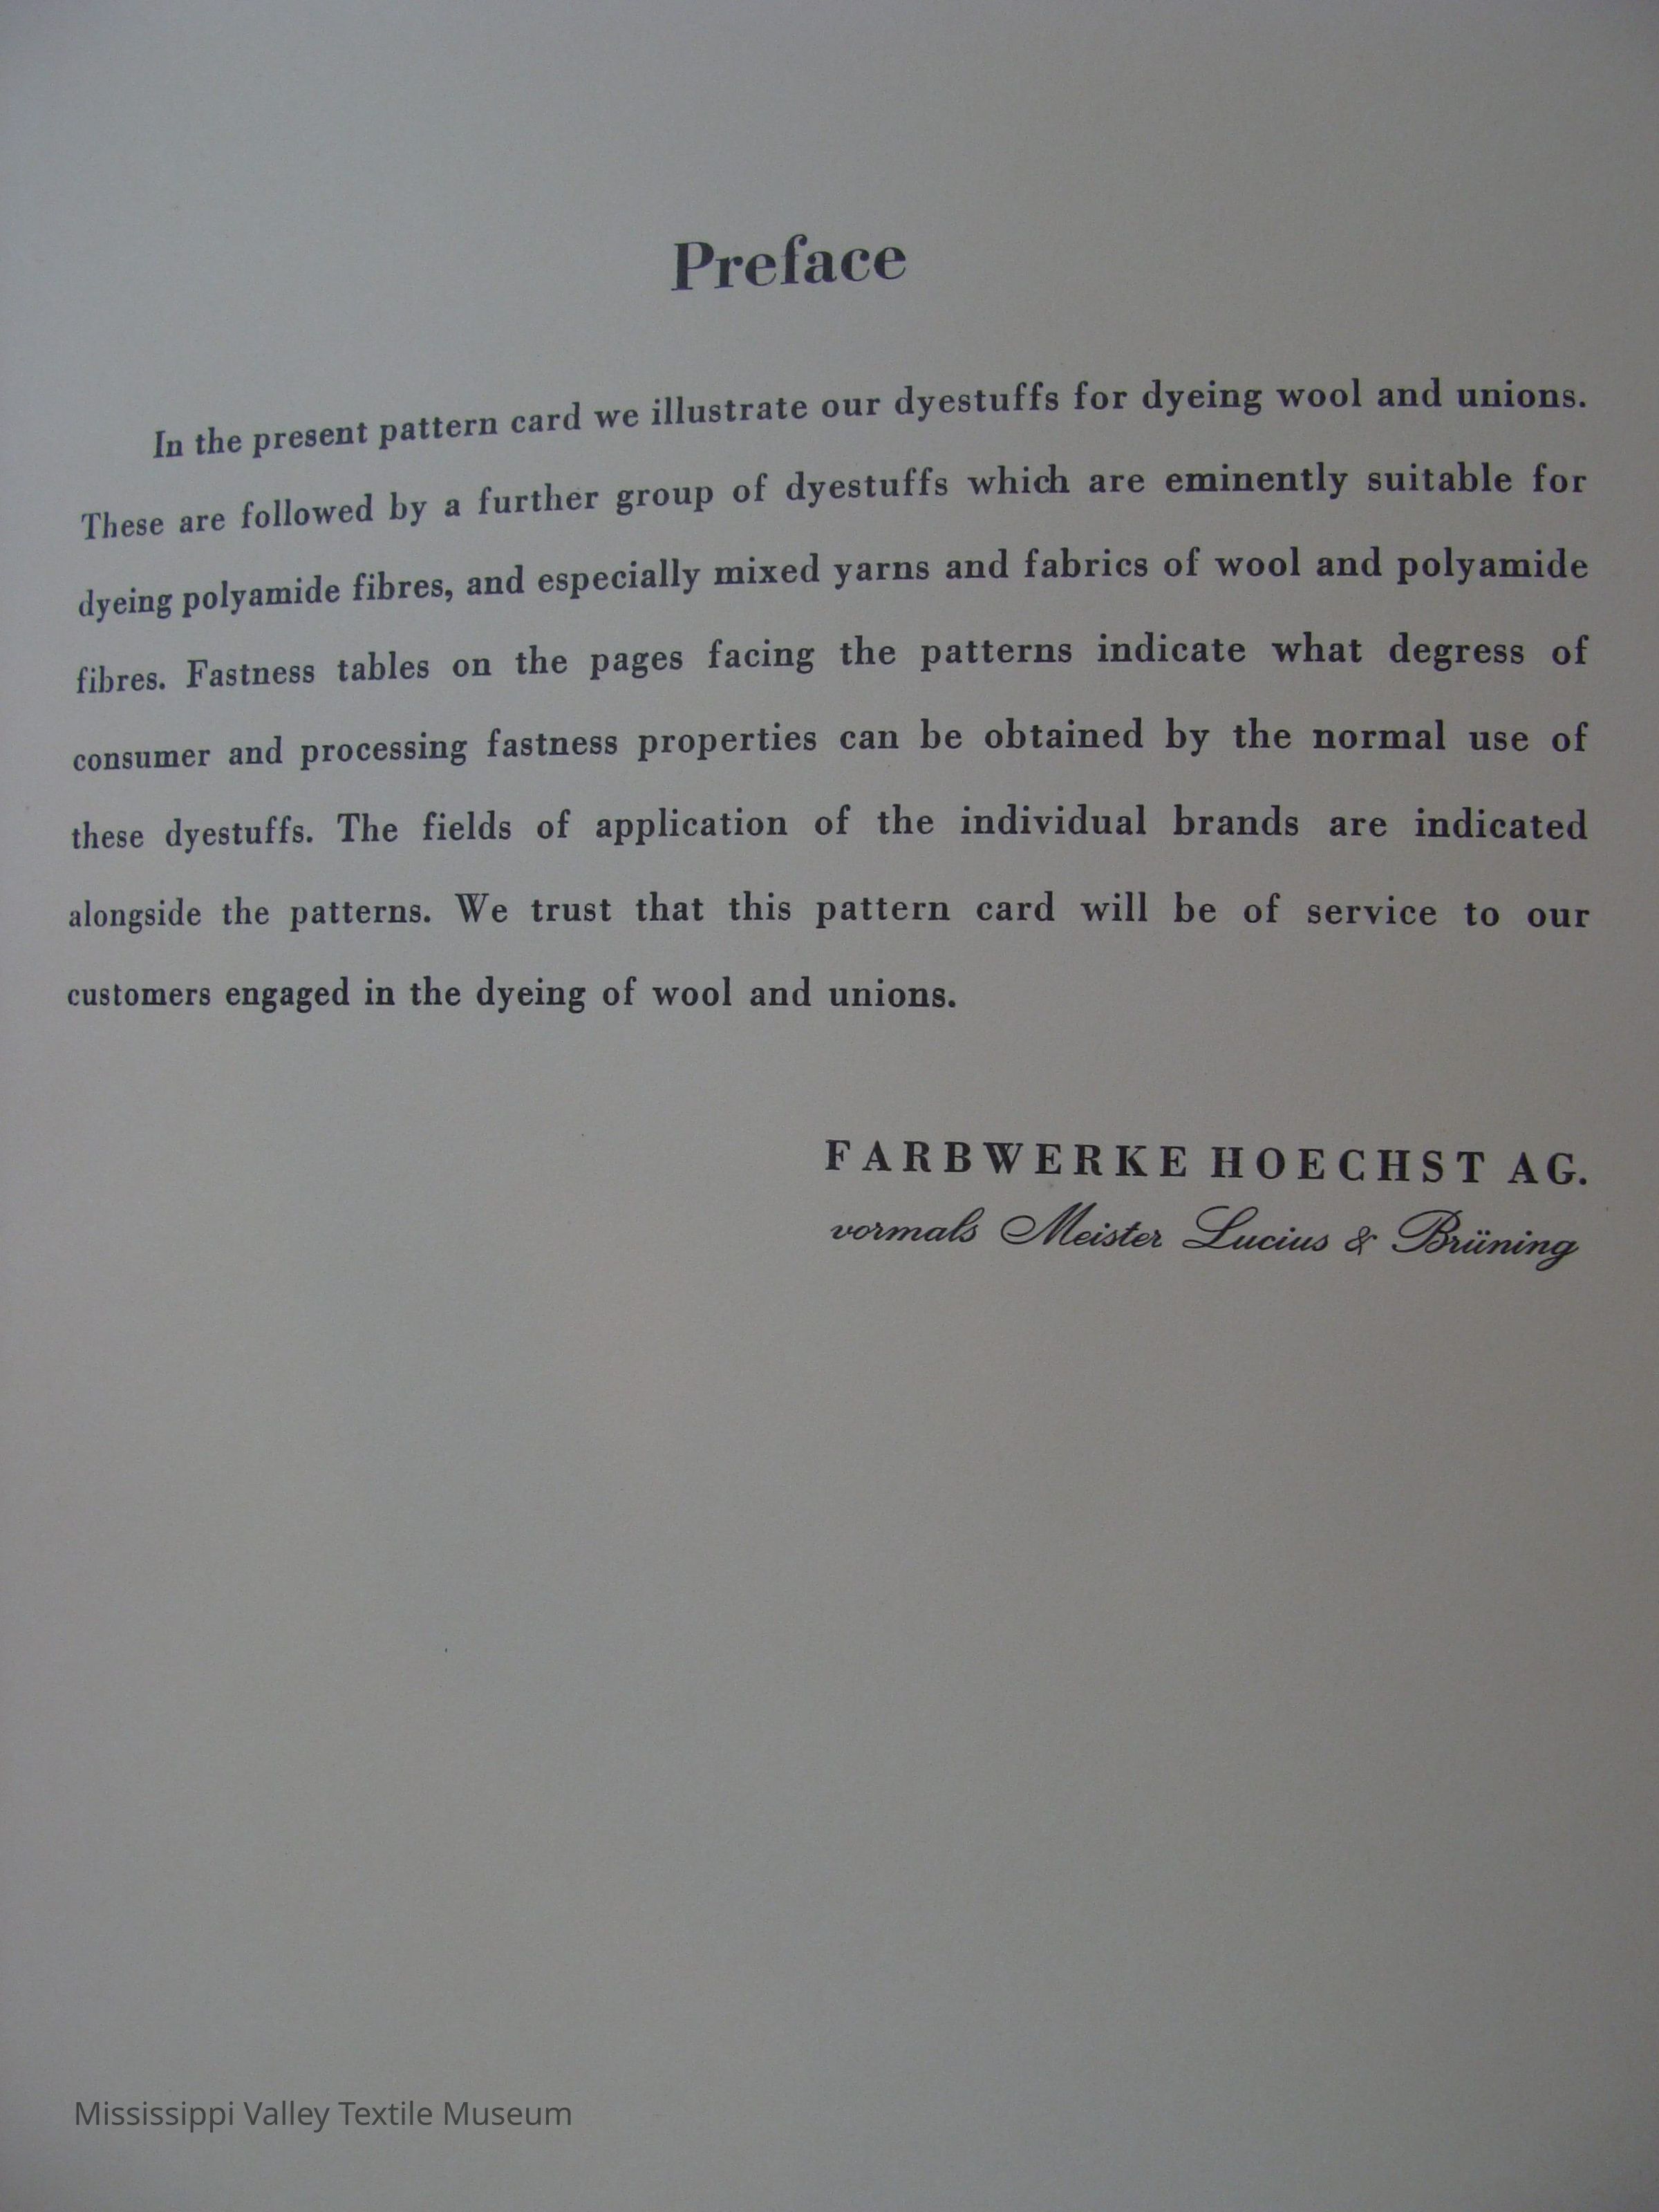 Preface
In the present pattern card we illustrate our dyestuffs for dyeing wool and unions.
These are followed by a further group of dyestuffs which are eminently suitable for
dyeing polyamide fibres, and especially mixed yarns and fabrics of wool and polyamide
fibres. Fastness tables on the pages facing the patterns indicate what degress of
consumer and processing fastness properties can be obtained by the normal use of
these dyestuffs. The fields of application of the individual brands are indicated
alongside the patterns. We trust that this pattern card will be of service to our
customers engaged in the dyeing of wool and unions.
FARBWERKE HOECHST AG.
vormals Meister Lucius & Brüning
Mississippi Valley Textile Museum